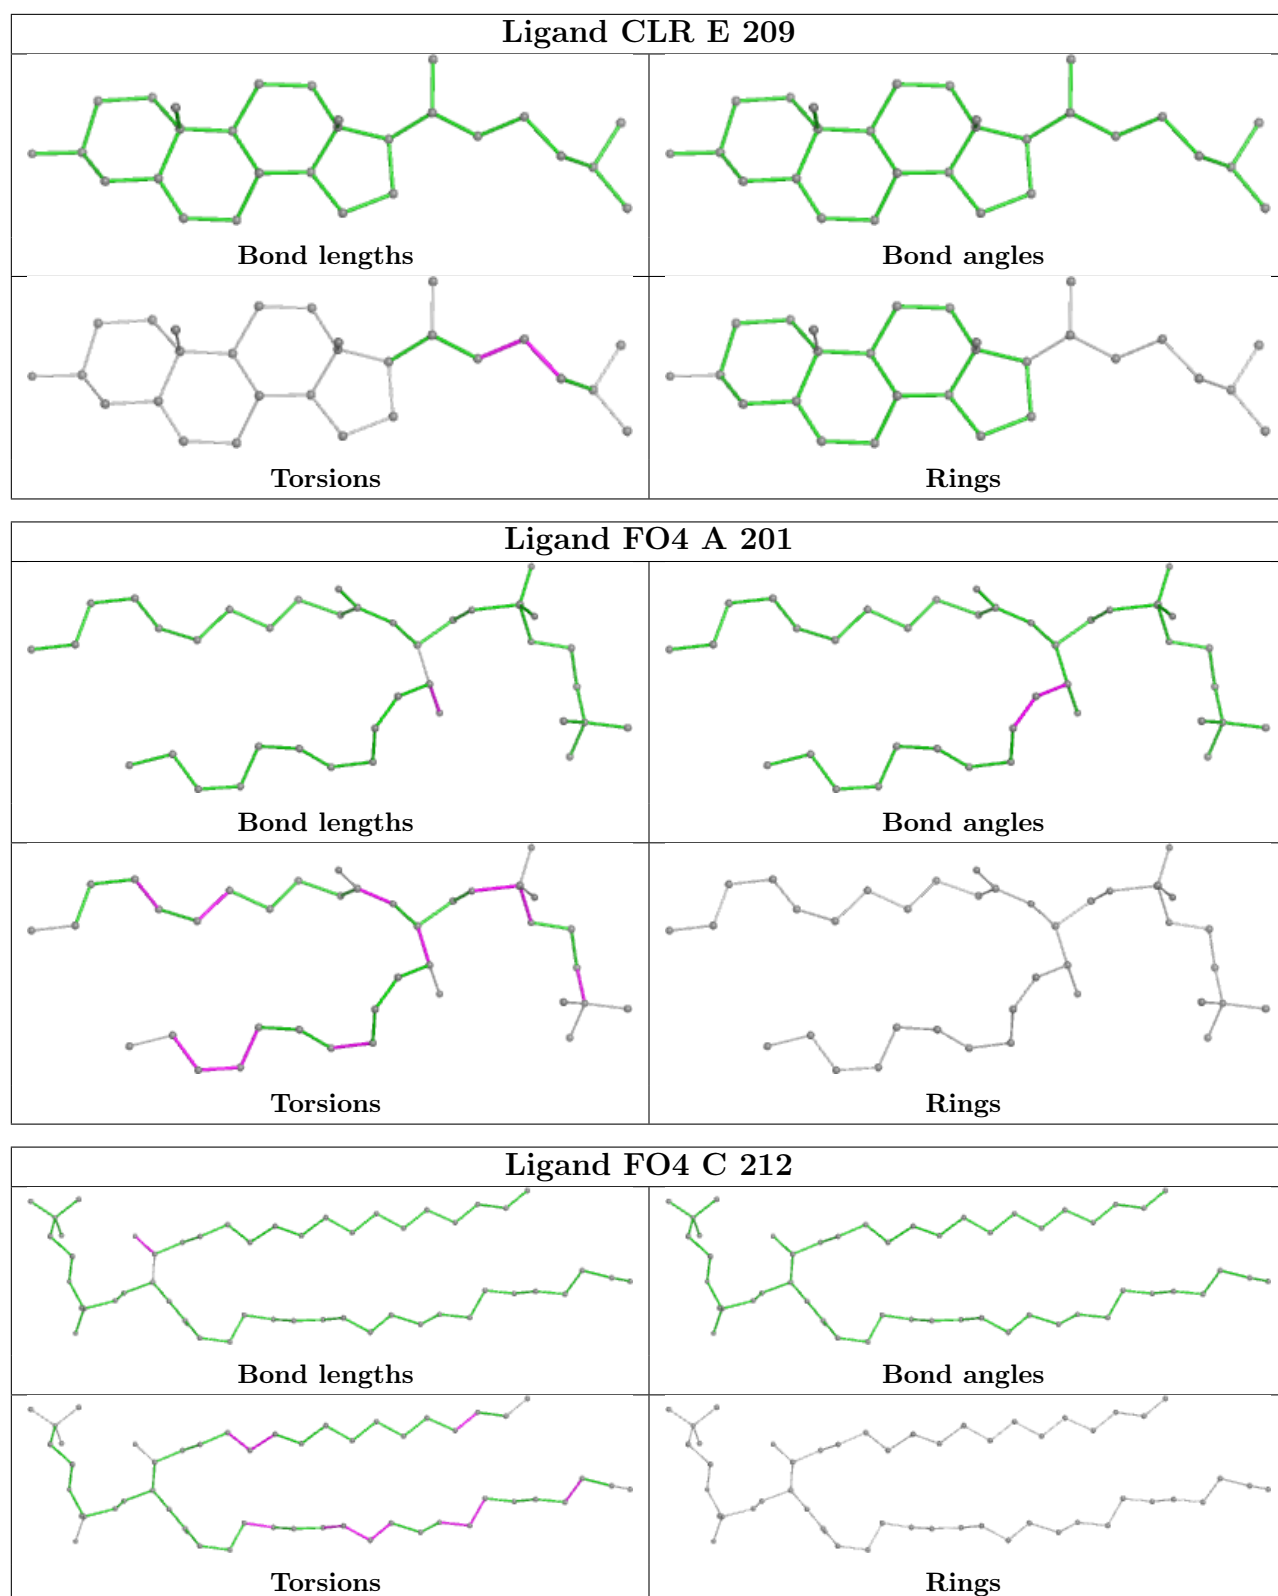 Ligand CLR E 209
Bond lengths
Bond angles
Torsions
Rings
Ligand FO4 A 201
Bond lengths
Bond angles
Torsions
Rings
Ligand FO4 C 212
Bond lengths
Bond angles
Torsions
Rings